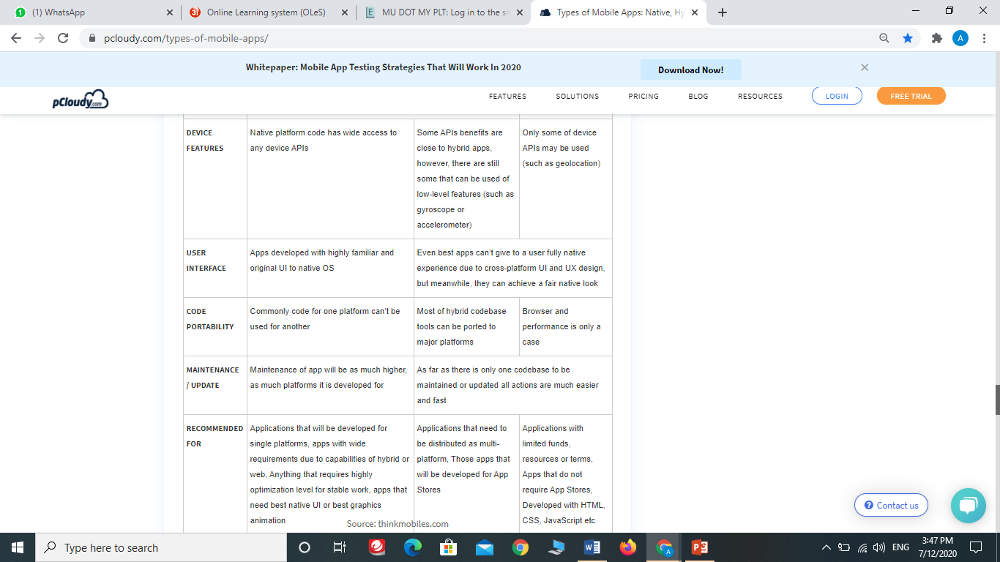 (1) WhatsApp
Online Learning system (OLeS)
MU DOT MY PLT: Log in to the sit
Types of Mobile Apps: Native, Hy
pcloudy.com/types-of-mobile-apps/
A
Whitepaper: Mobile App Testing Strategies That Will Work In 2020
Download Now!
pCloudy.com
FEATURES
SOLUTIONS
PRICING
BLOG
RESOURCES
LOGIN
FREE TRIAL
DEVICE
FEATURES
Native platform code has wide access to
any device APIs
Some APIs benefits are
close to hybrid apps,
however, there are still
some that can be used of
low-level features (such as
gyroscope or
accelerometer)
Only some of device
APIs may be used
(such as geolocation)
USER
INTERFACE
Apps developed with highly familiar and
original UI to native OS
Even best apps can't give to a user fully native
experience due to cross-platform UI and UX design,
but meanwhile, they can achieve a fair native look
CODE
PORTABILITY
Commonly code for one platform can't be
used for another
Most of hybrid codebase
tools can be ported to
major platforms
Browser and
performance is only a
case
MAINTENANCE
/ UPDATE
Maintenance of app will be as much higher,
as much platforms it is developed for
As far as there is only one codebase to be
maintained or updated all actions are much easier
and fast
RECOMMENDED
FOR
Applications that will be developed for
single platforms, apps with wide
requirements due to capabilities of hybrid or
web, Anything that requires highly
optimization level for stable work, apps that
need best native UI or best graphics
animation
Applications that need to
be distributed as multi-
platform, Those apps that
will be developed for App
Stores
Applications with
limited funds,
resources or terms,
Apps that do not
require App Stores,
Developed with HTML,
CSS, JavaScript etc
Source: thinkmobiles.com
Contact us
Type here to search
ENG
3:47 PM
7/12/2020